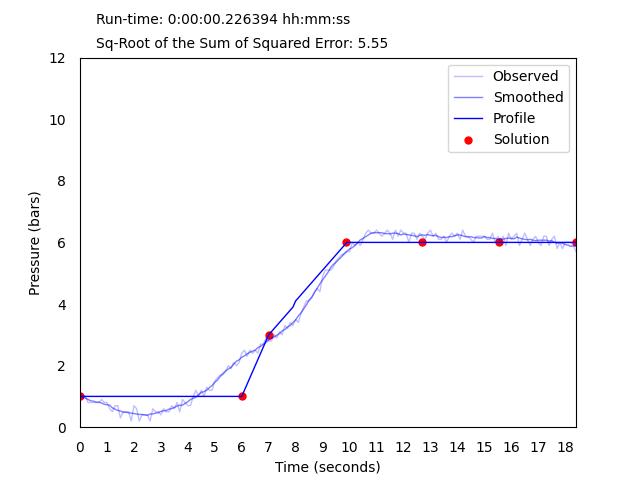 Run-time: 0:00:00.226394 hh:mm:ss
Sq-Root of the Sum of Squared Error: 5.55
Observed
Smoothed
Profile
Solution
12
10
8
6
4
2
0
Pressure (bars)
0 1 2 3 4 5 6 7 8 9 10 11 12 13 14 15 16 17 18
Time (seconds)